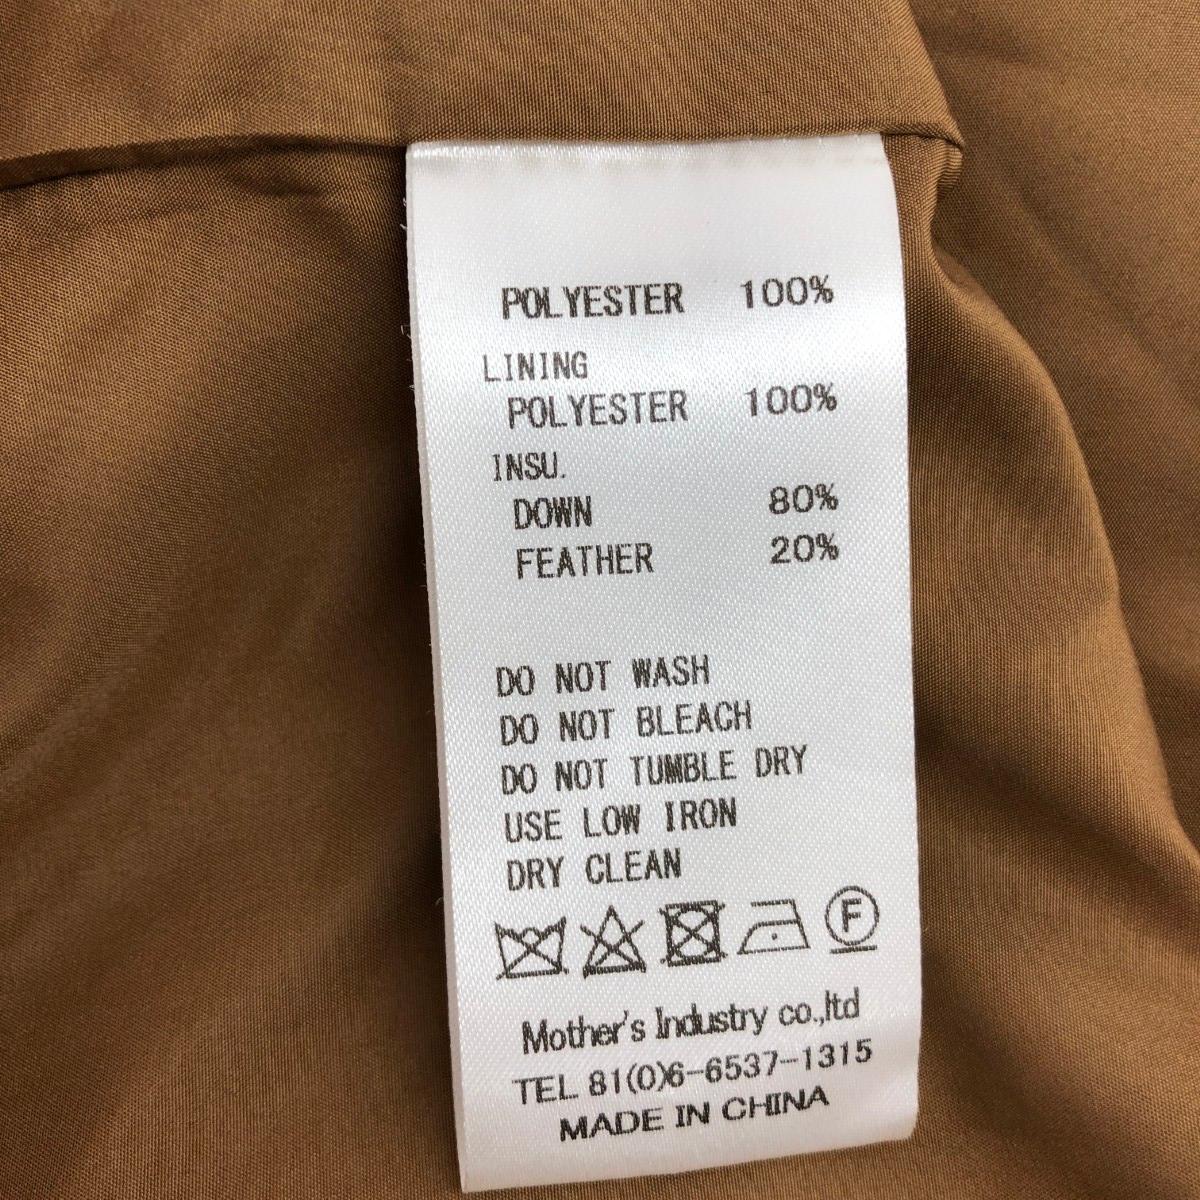 POLYESTER 100%
LINING
POLYESTER 100%
INSU.
DOWN 80%
FEATHER 20%
DO NOT WASH
DO NOT BLEACH
DO NOT TUMBLE DRY
USE LOW IRON
DRY CLEAN
F
Mother's Industry co.,ltd
TEL 81(0)6-6537-1315
MADE IN CHINA